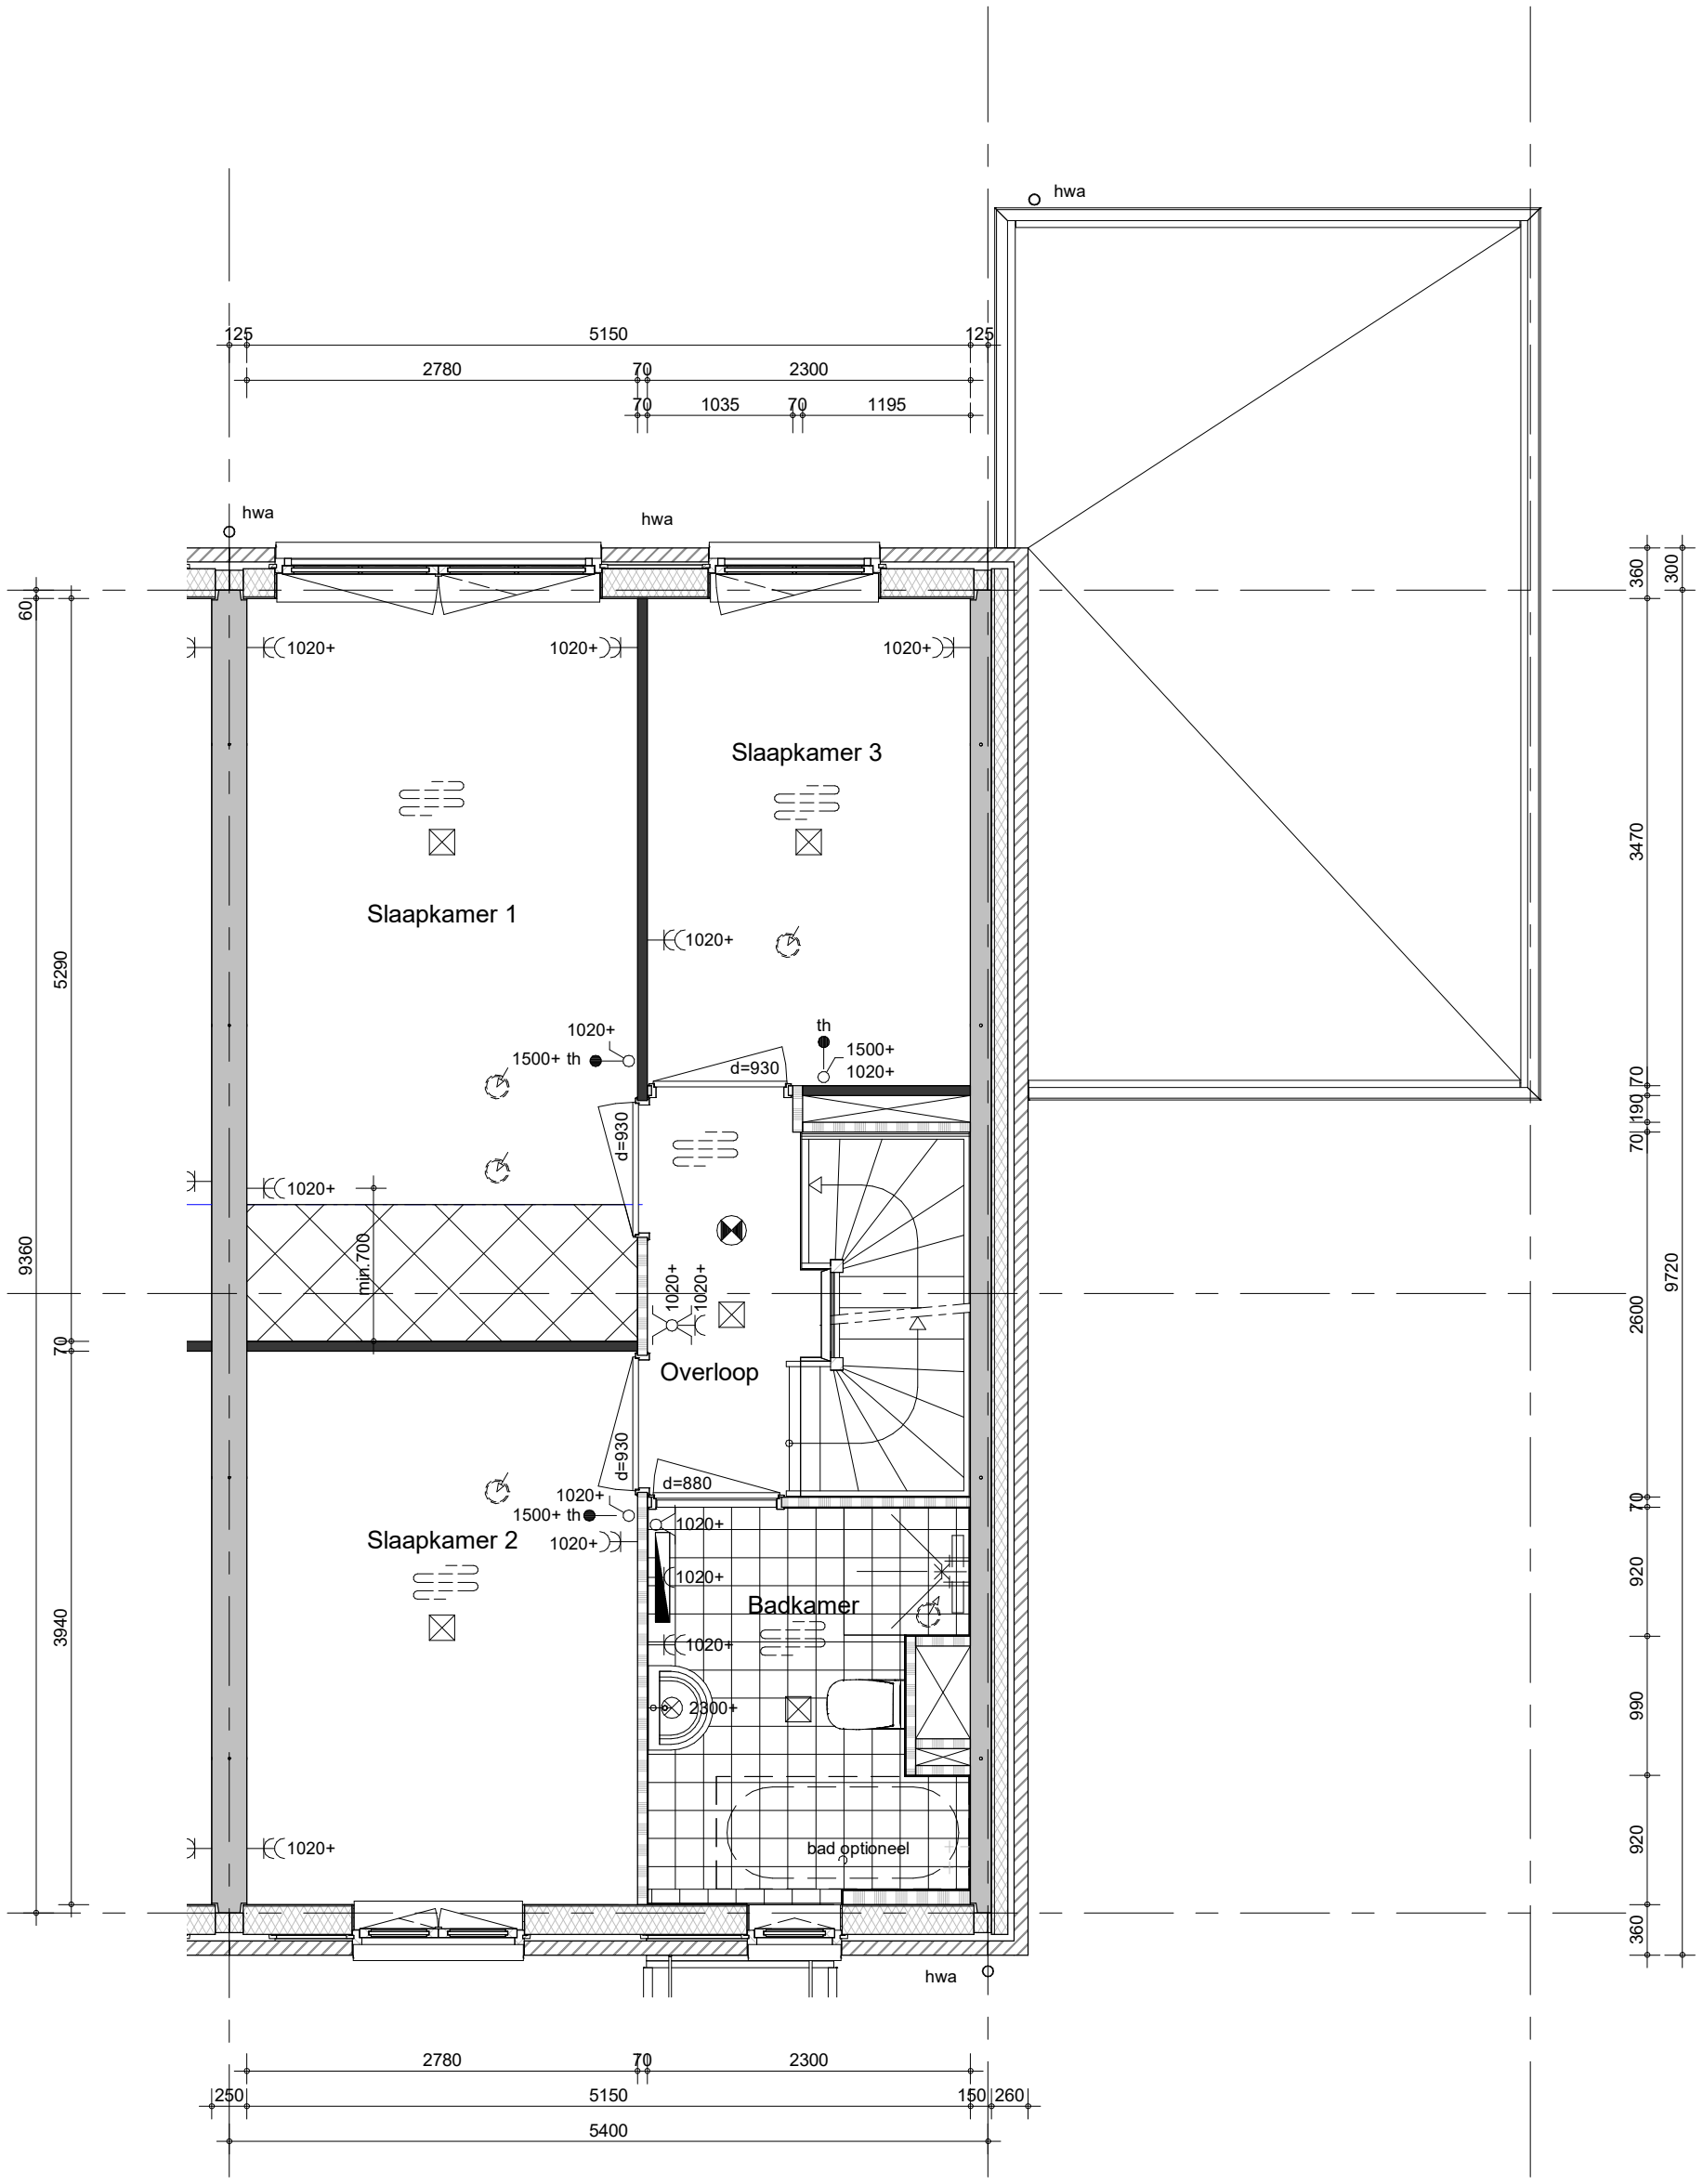 hwa
125
5150
125
2780
70
2300
70
1035
70
1195
hwa
hwa
60
360
300
1020+
1020+
1020+
Slaapkamer 3
3470
Slaapkamer 1
1020+
5290
1020+
th
1500+ th
1500+
1020+
d=930
70
190
70
d=930
1020+
min.700
1020+
1020+
9360
9720
2600
70
Overloop
d=930
d=880
1020+
70
1500+ th
1020+
1020+
Slaapkamer 2
1020+
920
Badkamer
3940
1020+
2300+
990
bad optioneel
1020+
920
360
hwa
2780
70
2300
250
5150
150
260
5400